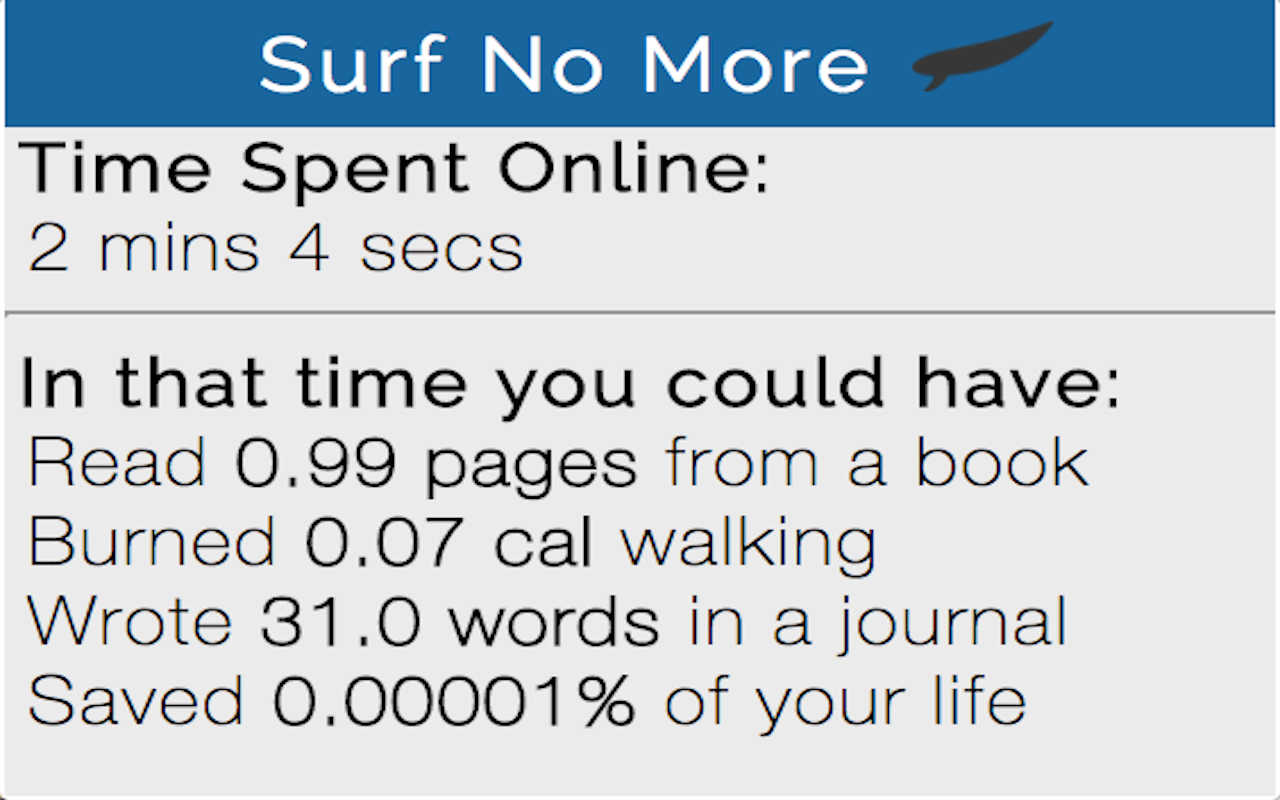 Surf No More
Time Spent Online:
2 mins 4 secs
In that time you could have:
Read 0.99 pages from a book
Burned 0.07 cal walking
Wrote 31.0 words in a journal
Saved 0.00001% of your life